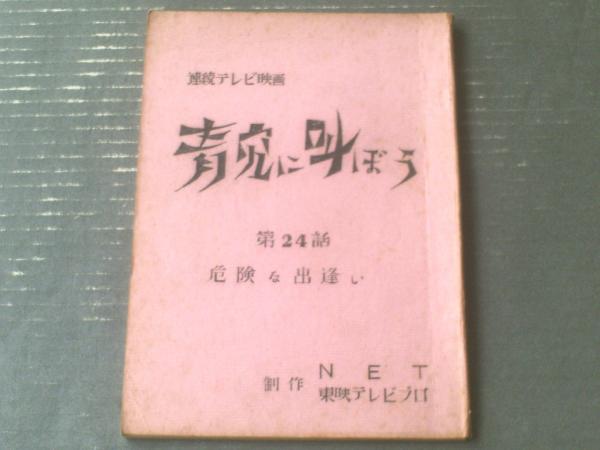 連続テレビ映画
青空に叫ぼう
第24話
危険な出逢い
制作 NET
東映テレビプロ